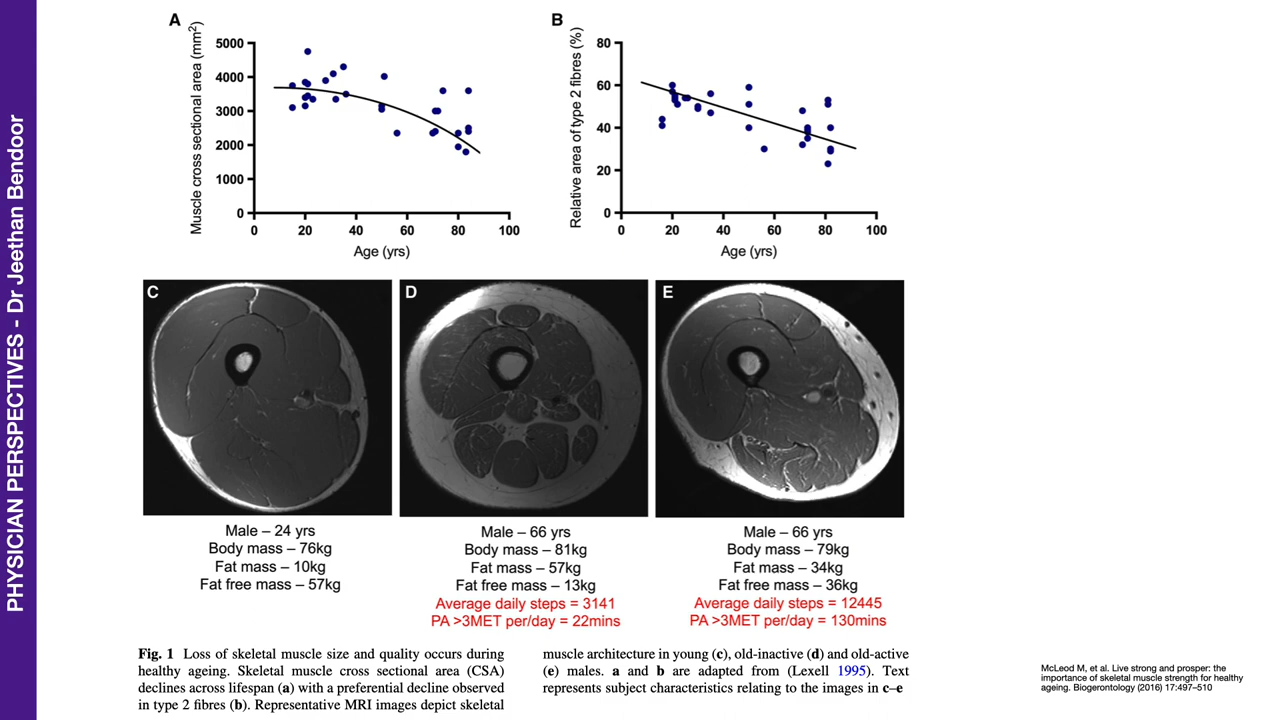 PHYSICIAN PERSPECTIVES - Dr Jeethan Bendoor
A
Muscle cross sectional area (mm²)
5000
4000
3000
2000
1000
0
0 20 40 60 80 100
Age (yrs)
B
Relative area of type 2 fibres (%)
80
60
40
20
0
0 20 40 60 80 100
Age (yrs)
C
Male – 24 yrs
Body mass – 76kg
Fat mass – 10kg
Fat free mass – 57kg
D
Male – 66 yrs
Body mass – 81kg
Fat mass – 57kg
Fat free mass – 13kg
Average daily steps = 3141
PA >3MET per/day = 22mins
E
Male – 66 yrs
Body mass – 79kg
Fat mass – 34kg
Fat free mass – 36kg
Average daily steps = 12445
PA >3MET per/day = 130mins
Fig. 1 Loss of skeletal muscle size and quality occurs during
healthy ageing. Skeletal muscle cross sectional area (CSA)
declines across lifespan (a) with a preferential decline observed
in type 2 fibres (b). Representative MRI images depict skeletal
muscle architecture in young (c), old-inactive (d) and old-active
(e) males. a and b are adapted from (Lexell 1995). Text
represents subject characteristics relating to the images in c–e
McLeod M, et al. Live strong and prosper: the
importance of skeletal muscle strength for healthy
ageing. Biogerontology (2016) 17:497–510